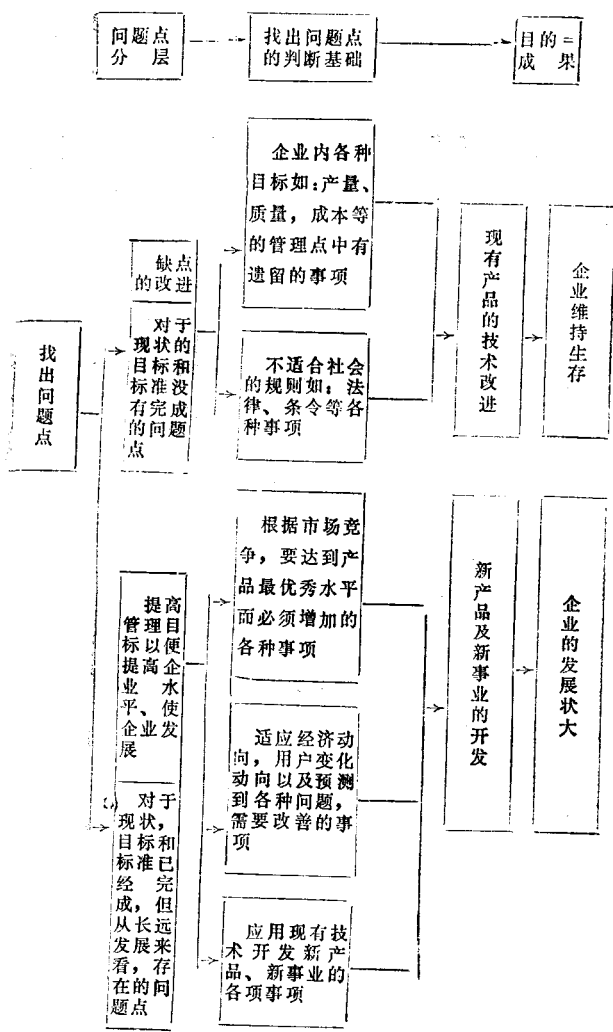 问题点
分层
找出问题点
的判断基础
目的=
成果
找出问题点
缺点
的改进
对于
现状的
目标和
标准没
有完成
的问题
点
企业内各种
目标如:产量、
质量,成本等
的管理点中有
遗留的事项
不适合社会
的规则如:法
律、条令等各
种事项
现有产品的技术改进
企业维持生存
提高
管理目
标以便
提高企
业水
平、使
企业发
展
对于
现状,
目标和
标准已
经完
成,但
从长远
发展来
看,存
在的问
题点
根据市场竞
争,要达到产
品最优秀水平
而必须增加的
各种事项
适应经济动
向,用户变化
动向以及预测
到各种问题,
需要改善的事
项
应用现有技
术开发新产
品、新事业的
各项事项
新产品及新事业的开发
企业的发展状大